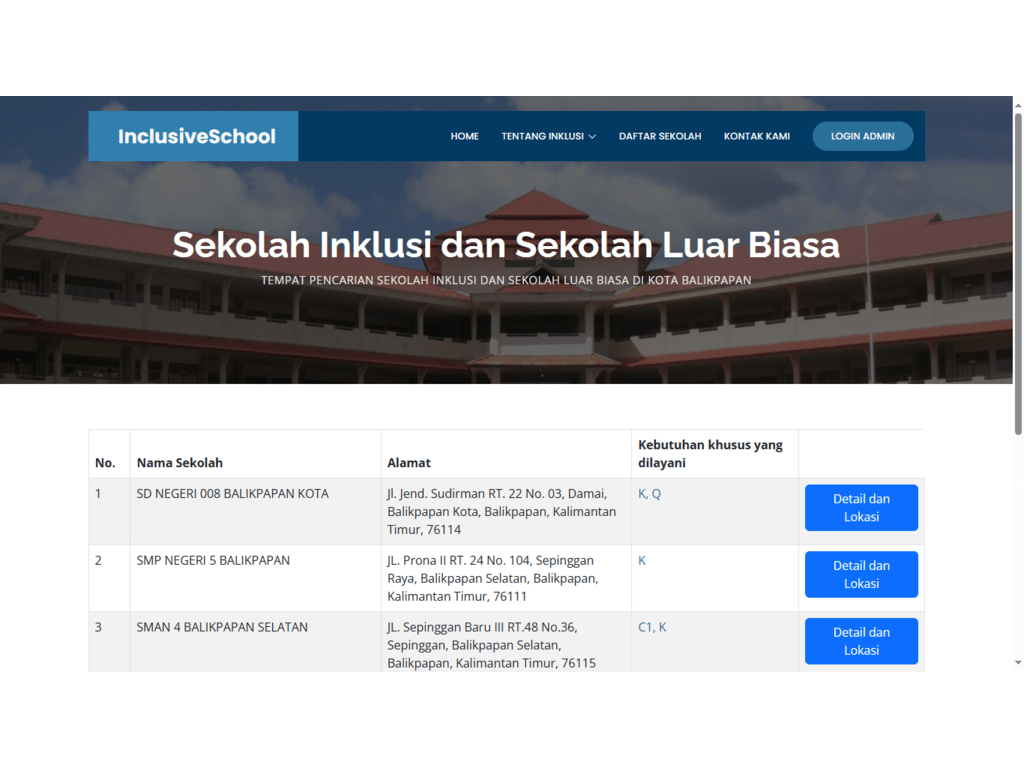 InclusiveSchool
HOME TENTANG INKLUSI DAFTAR SEKOLAH KONTAK KAMI LOGIN ADMIN
Sekolah Inklusi dan Sekolah Luar Biasa
TEMPAT PENCARIAN SEKOLAH INKLUSI DAN SEKOLAH LUAR BIASA DI KOTA BALIKPAPAN
No. Nama Sekolah Alamat Kebutuhan khusus yang
dilayani
1 SD NEGERI 008 BALIKPAPAN KOTA Jl. Jend. Sudirman RT. 22 No. 03, Damai, K, Q Detail dan
Balikpapan Kota, Balikpapan, Kalimantan Lokasi
Timur, 76114
2 SMP NEGERI 5 BALIKPAPAN JL. Prona II RT. 24 No. 104, Sepinggan K Detail dan
Raya, Balikpapan Selatan, Balikpapan, Lokasi
Kalimantan Timur, 76111
3 SMAN 4 BALIKPAPAN SELATAN JL. Sepinggan Baru III RT.48 No.36, C1, K Detail dan
Sepinggan, Balikpapan Selatan, Lokasi
Balikpapan, Kalimantan Timur, 76115